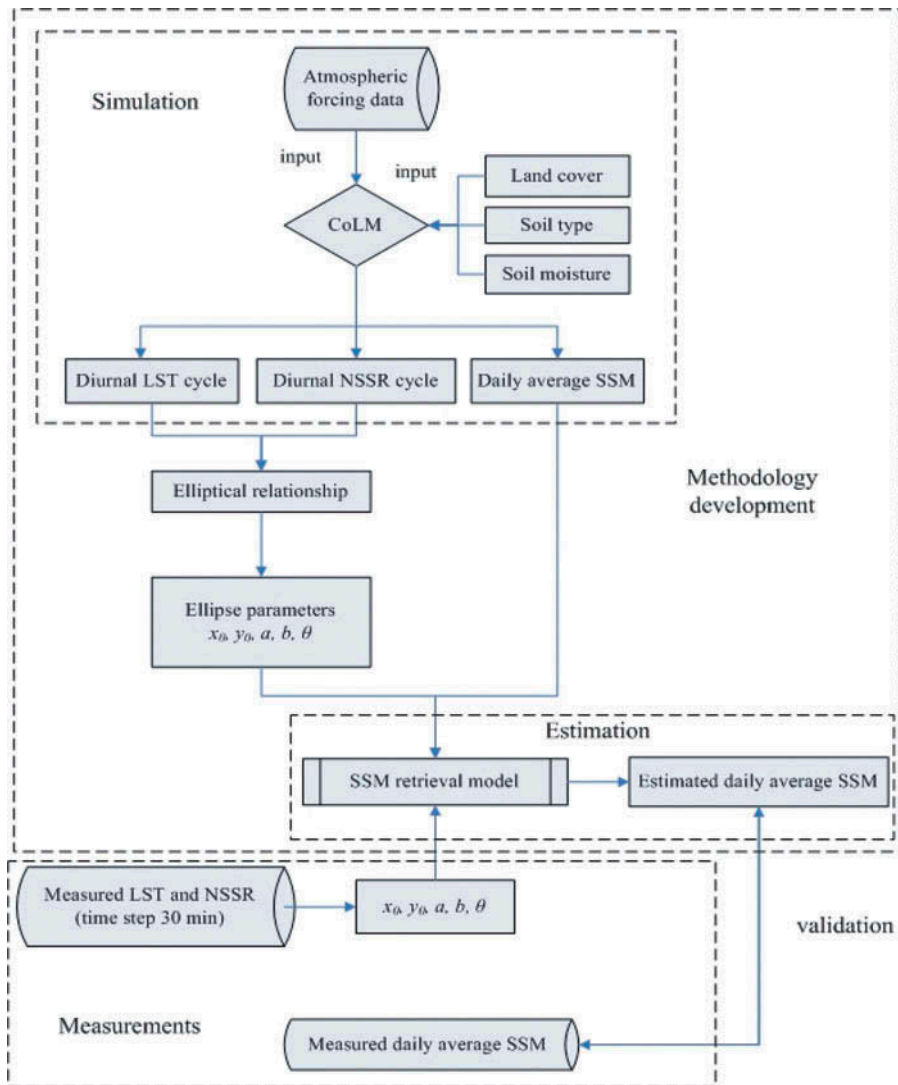 Atmospheric
forcing data
Simulation
input
input
Land cover
CoLM
Soil type
Soil moisture
Diurnal LST cycle
Diurnal NSSR cycle
Daily average SSM
Elliptical relationship
Methodology
development
Ellipse parameters
x₀, y₀, a, b, θ
Estimation
SSM retrieval model
Estimated daily average SSM
Measured LST and NSSR
(time step 30 min)
x₀, y₀, a, b, θ
validation
Measurements
Measured daily average SSM